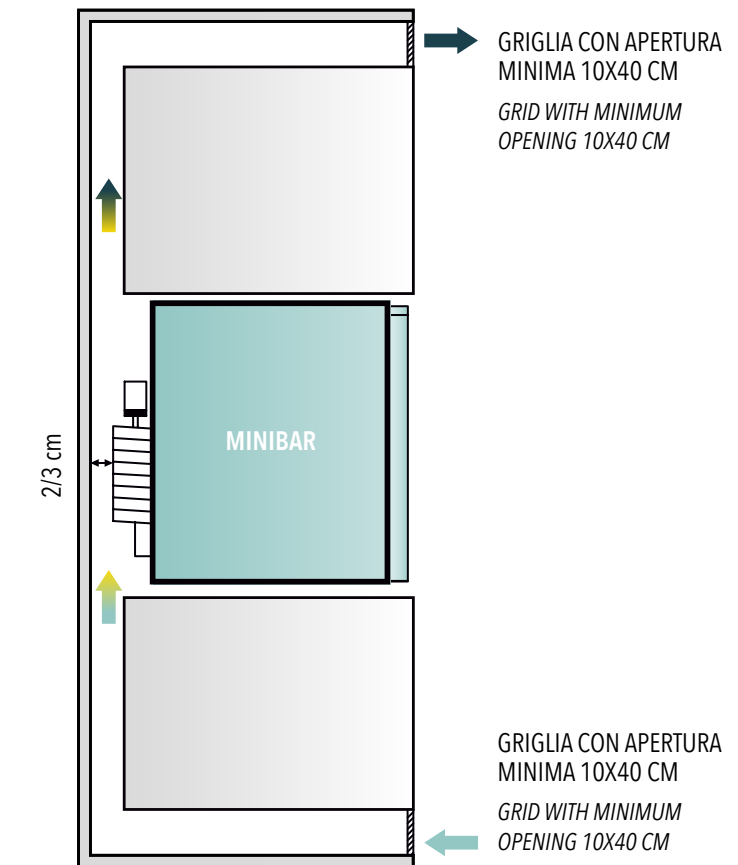 GRIGLIA CON APERTURA
MINIMA 10X40 CM
GRID WITH MINIMUM
OPENING 10X40 CM
MINIBAR
2/3 cm
GRIGLIA CON APERTURA
MINIMA 10X40 CM
GRID WITH MINIMUM
OPENING 10X40 CM